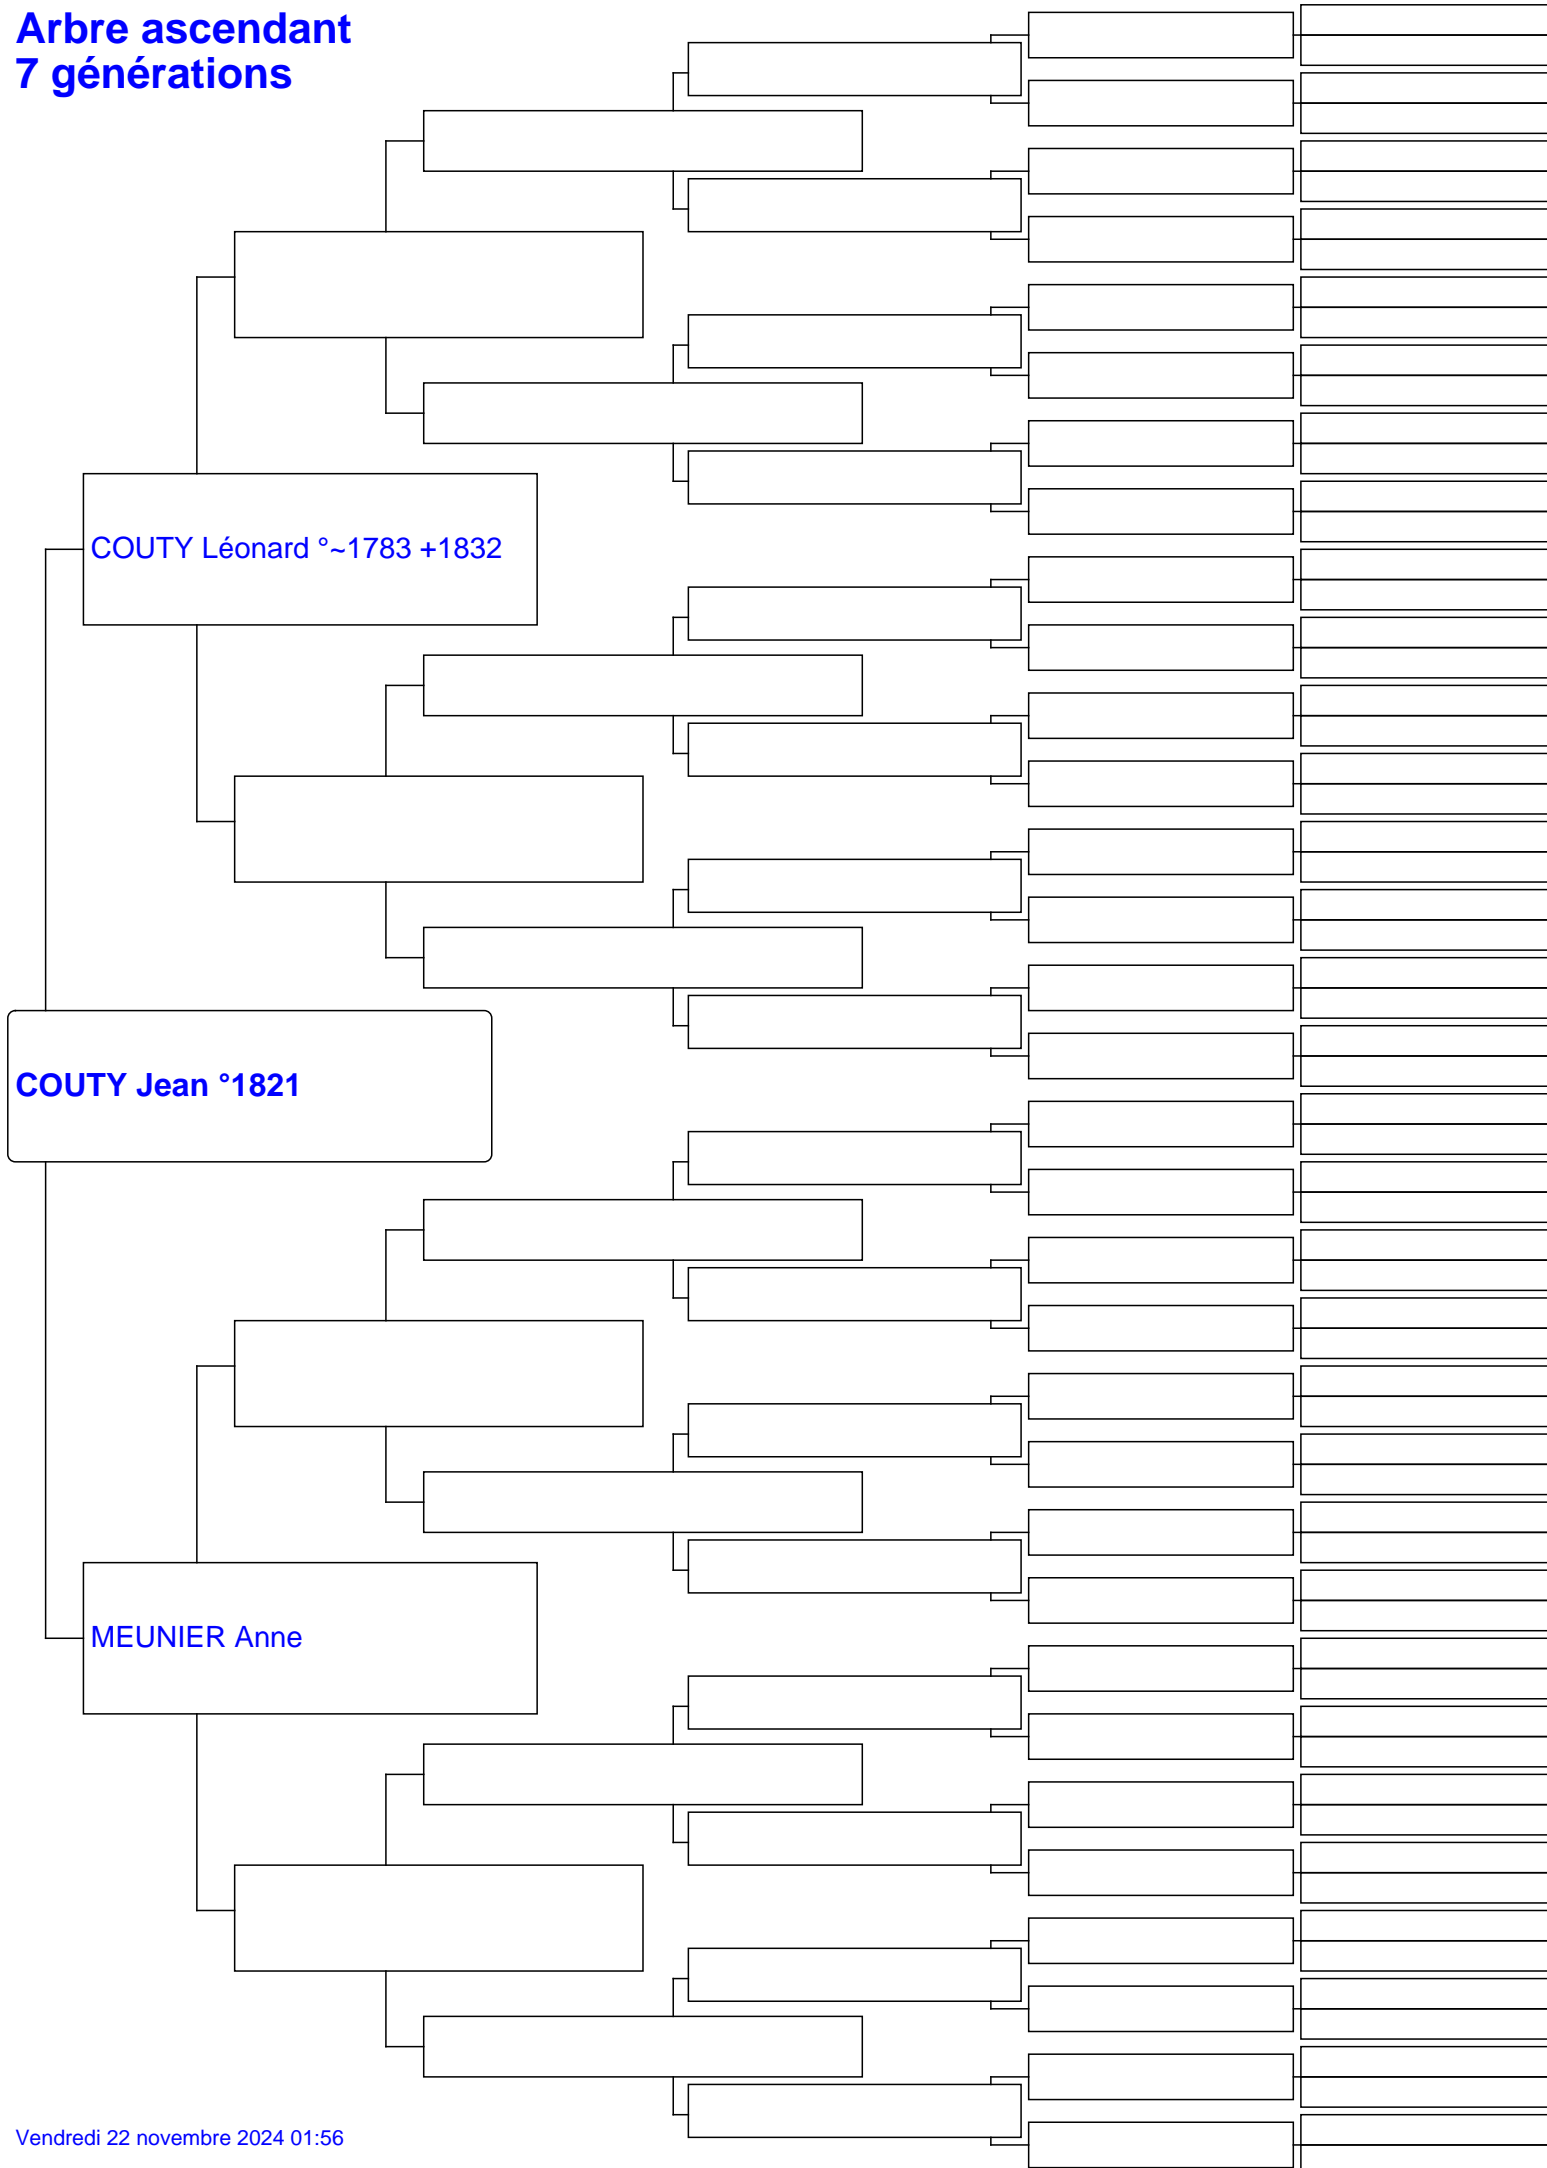 Arbre ascendant
7 générations
COUTY Léonard °~1783 +1832
COUTY Jean °1821
MEUNIER Anne
Vendredi 22 novembre 2024 01:56